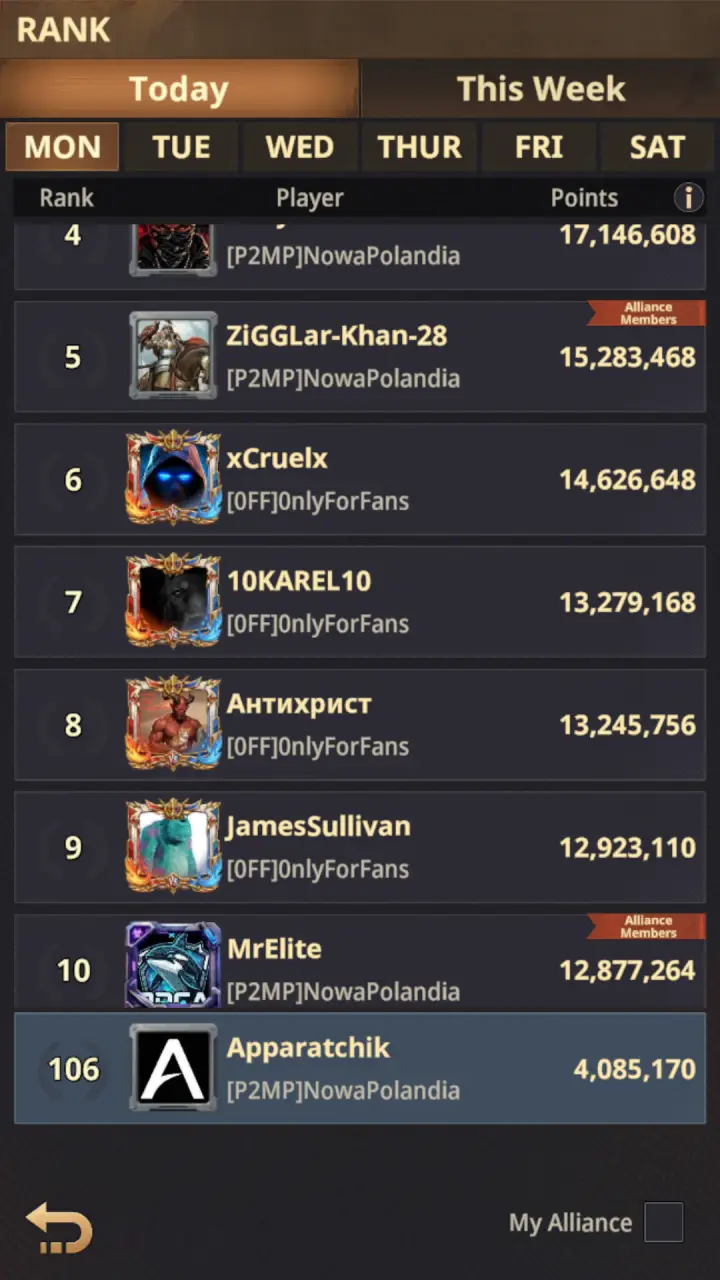 RANK
Today
This Week
MON TUE WED THUR FRI SAT
Rank Player Points i
4
17,146,608
[P2MP]NowaPolandia
Alliance
Members
5
ZiGGLar-Khan-28
15,283,468
[P2MP]NowaPolandia
6
xCruelx
14,626,648
[0FF]0nlyForFans
7
10KAREL10
13,279,168
[0FF]0nlyForFans
8
Антихрист
13,245,756
[0FF]0nlyForFans
9
JamesSullivan
12,923,110
[0FF]0nlyForFans
Alliance
Members
10
MrElite
12,877,264
[P2MP]NowaPolandia
106
A
Apparatchik
4,085,170
[P2MP]NowaPolandia
My Alliance